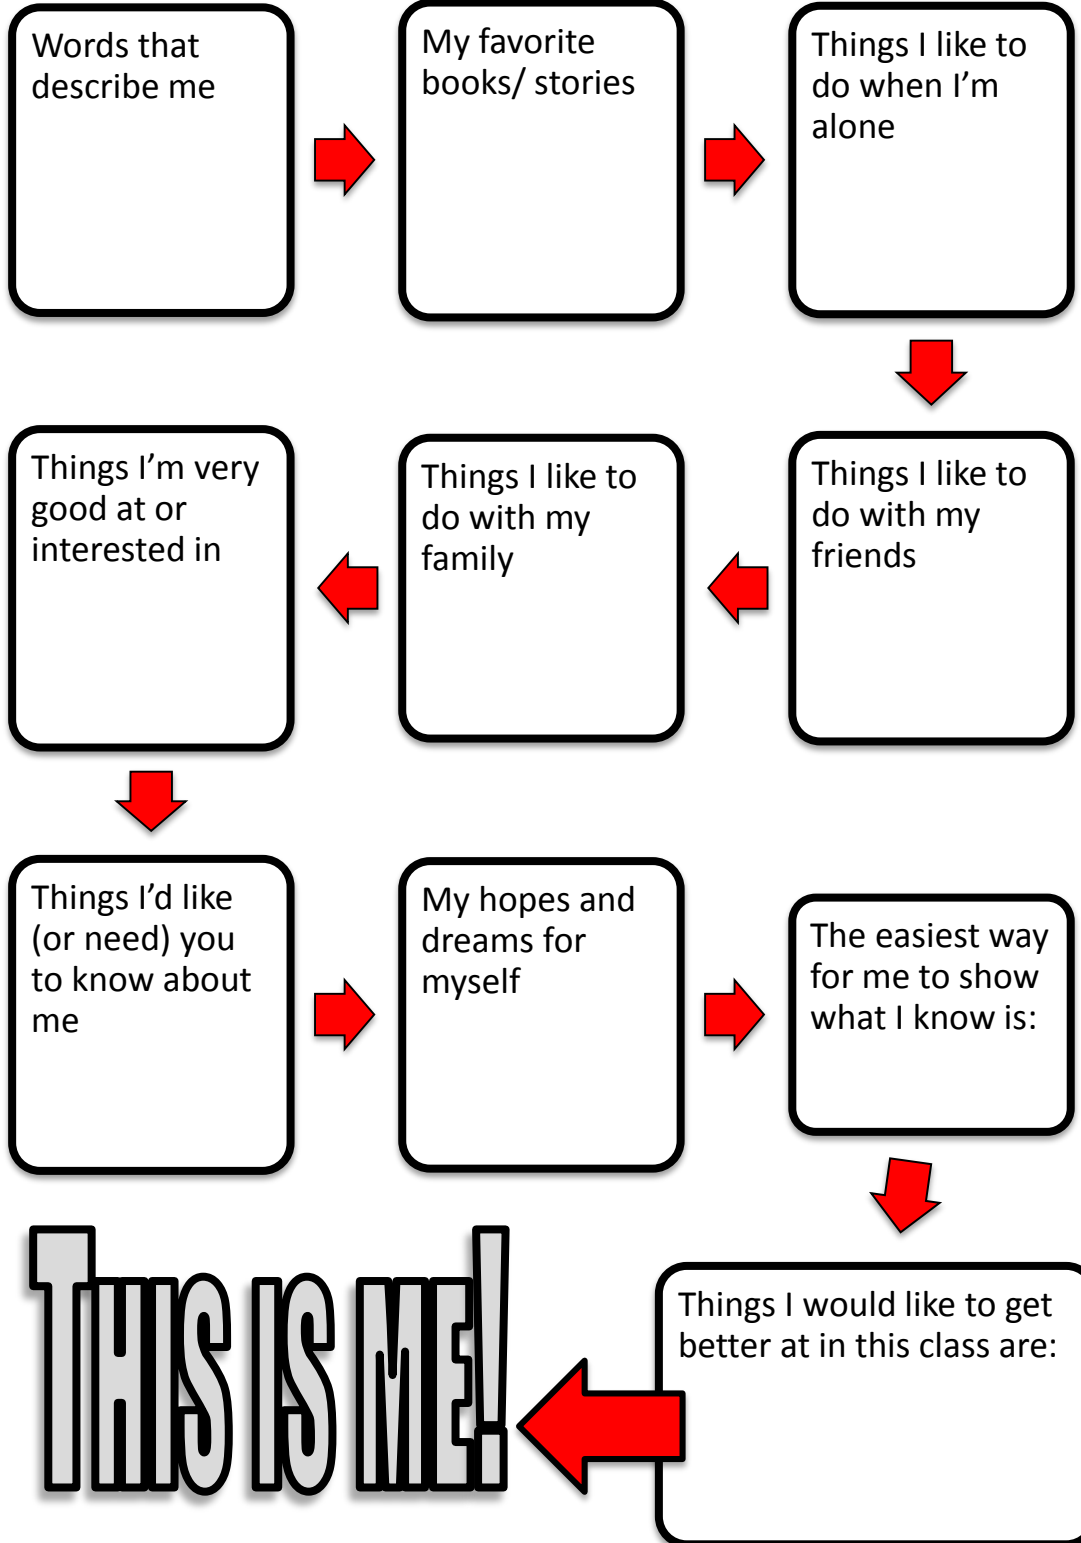 Words that
describe me
My favorite
books/ stories
Things I like to
do when I’m
alone
Things I like to
do with my
friends
Things I like to
do with my
family
Things I’m very
good at or
interested in
Things I’d like
(or need) you
to know about
me
My hopes and
dreams for
myself
The easiest way
for me to show
what I know is:
Things I would like to get
better at in this class are:
This is me!